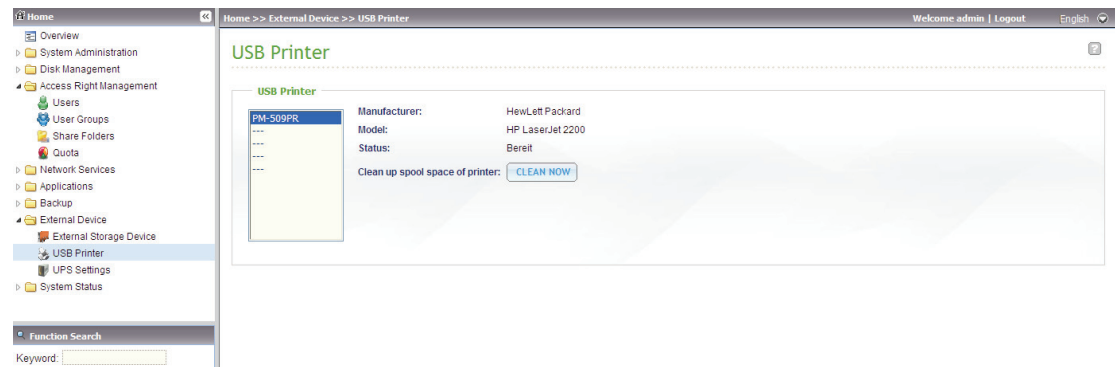 Home
Overview
System Administration
Disk Management
Access Right Management
Users
User Groups
Share Folders
Quota
Network Services
Applications
Backup
External Device
External Storage Device
USB Printer
UPS Settings
System Status
Function Search
Keyword:
Home >> External Device >> USB Printer
Welcome admin | Logout English
USB Printer
?
USB Printer
PM-509PR
---
---
---
---
Manufacturer: HewLett Packard
Model: HP LaserJet 2200
Status: Bereit
Clean up spool space of printer: CLEAN NOW